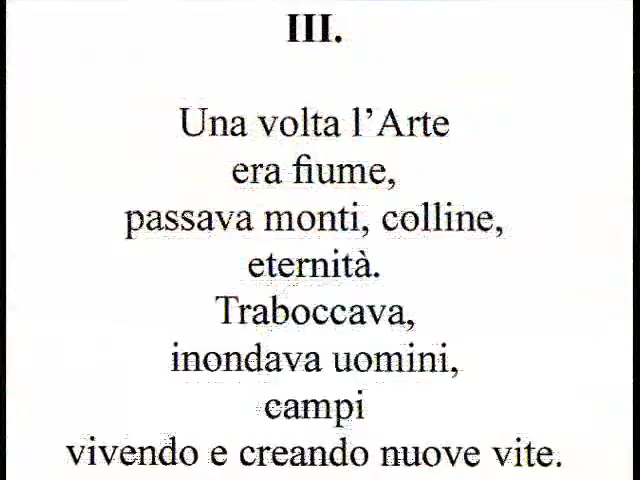 III.
Una volta l’Arte
era fiume,
passava monti, colline,
eternità.
Traboccava,
inondava uomini,
campi
vivendo e creando nuove vite.